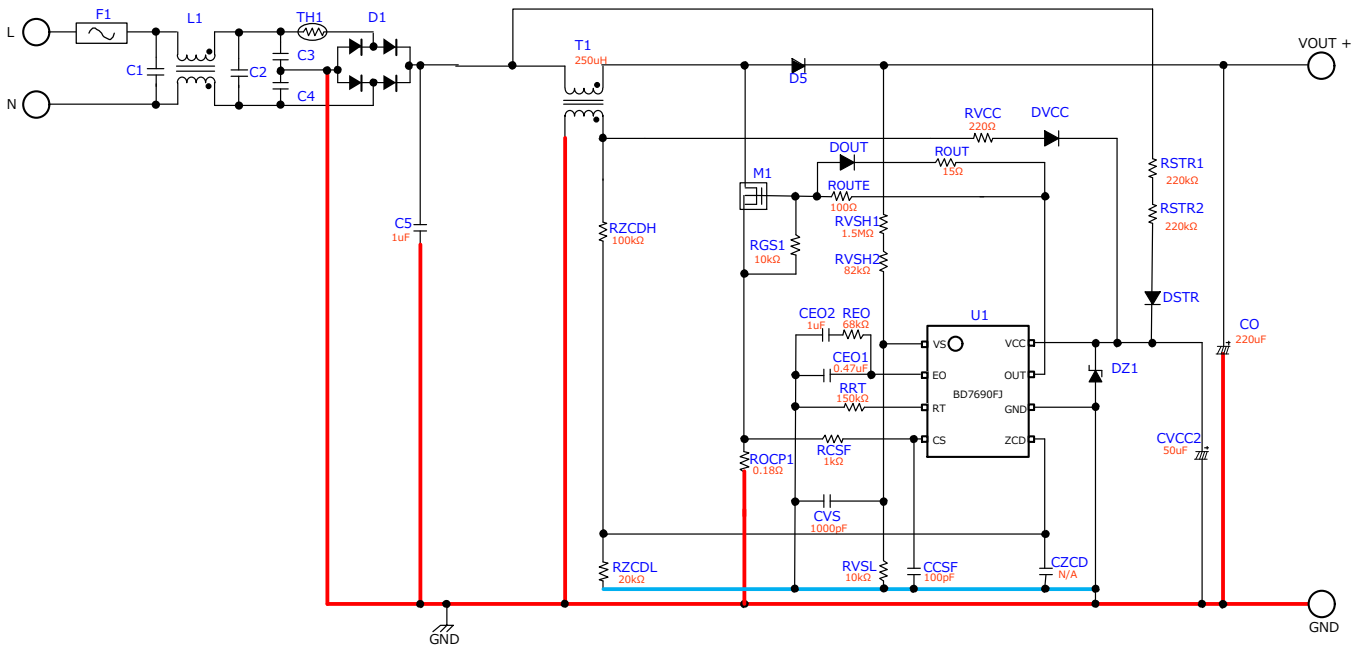 F1
L1
TH1
D1
L
C1
C2
C3
C4
N
T1
250uH
D5
VOUT +
RVCC
220Ω
DVCC
DOUT
ROUT
15Ω
M1
ROUTE
100Ω
RSTR1
220kΩ
RSTR2
220kΩ
C5
1uF
RZCDH
100kΩ
RGS1
10kΩ
RVSH1
1.5MΩ
RVSH2
82kΩ
DSTR
CEO2
1uF
REO
68kΩ
U1
CO
220uF
VS
VCC
CEO1
0.47uF
EO
OUT
DZ1
RRT
150kΩ
BD7690FJ
RT
GND
CS
ZCD
RCSF
1kΩ
ROCP1
0.18Ω
CVCC2
50uF
CVS
1000pF
RZCDL
20kΩ
RVSL
10kΩ
CCSF
100pF
CZCD
N/A
GND
GND